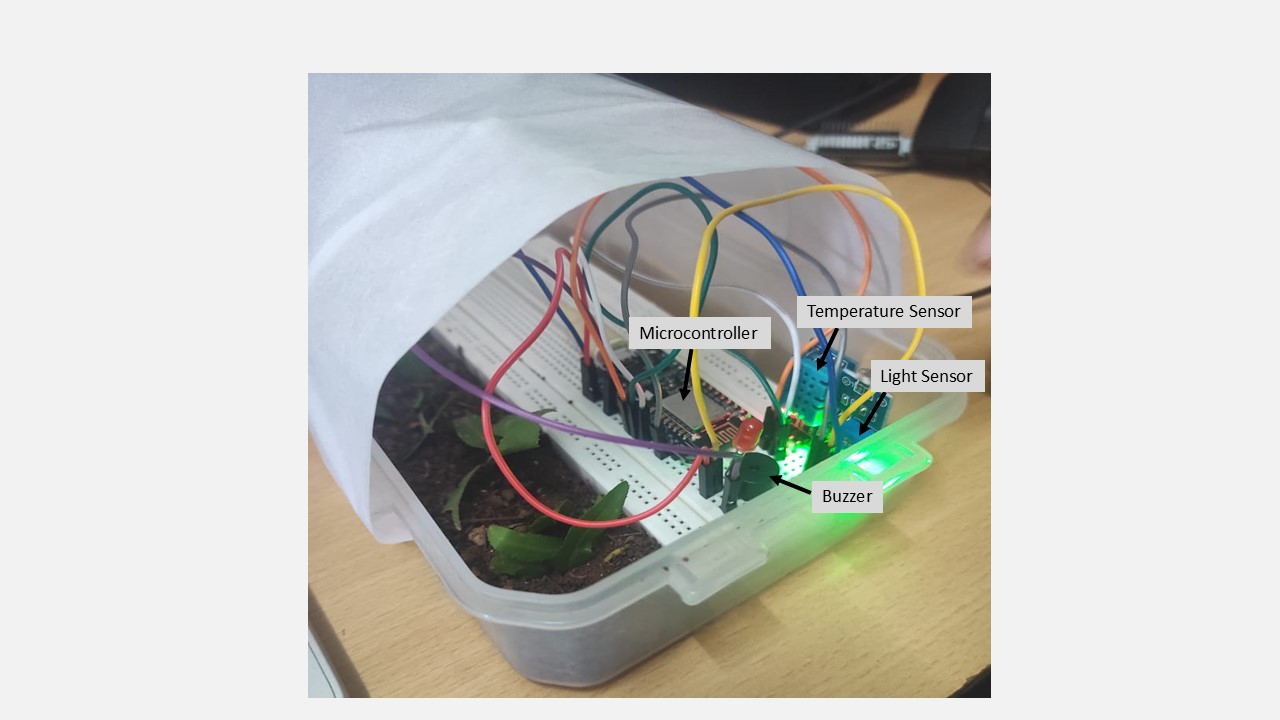 Temperature Sensor
Microcontroller
Light Sensor
Buzzer